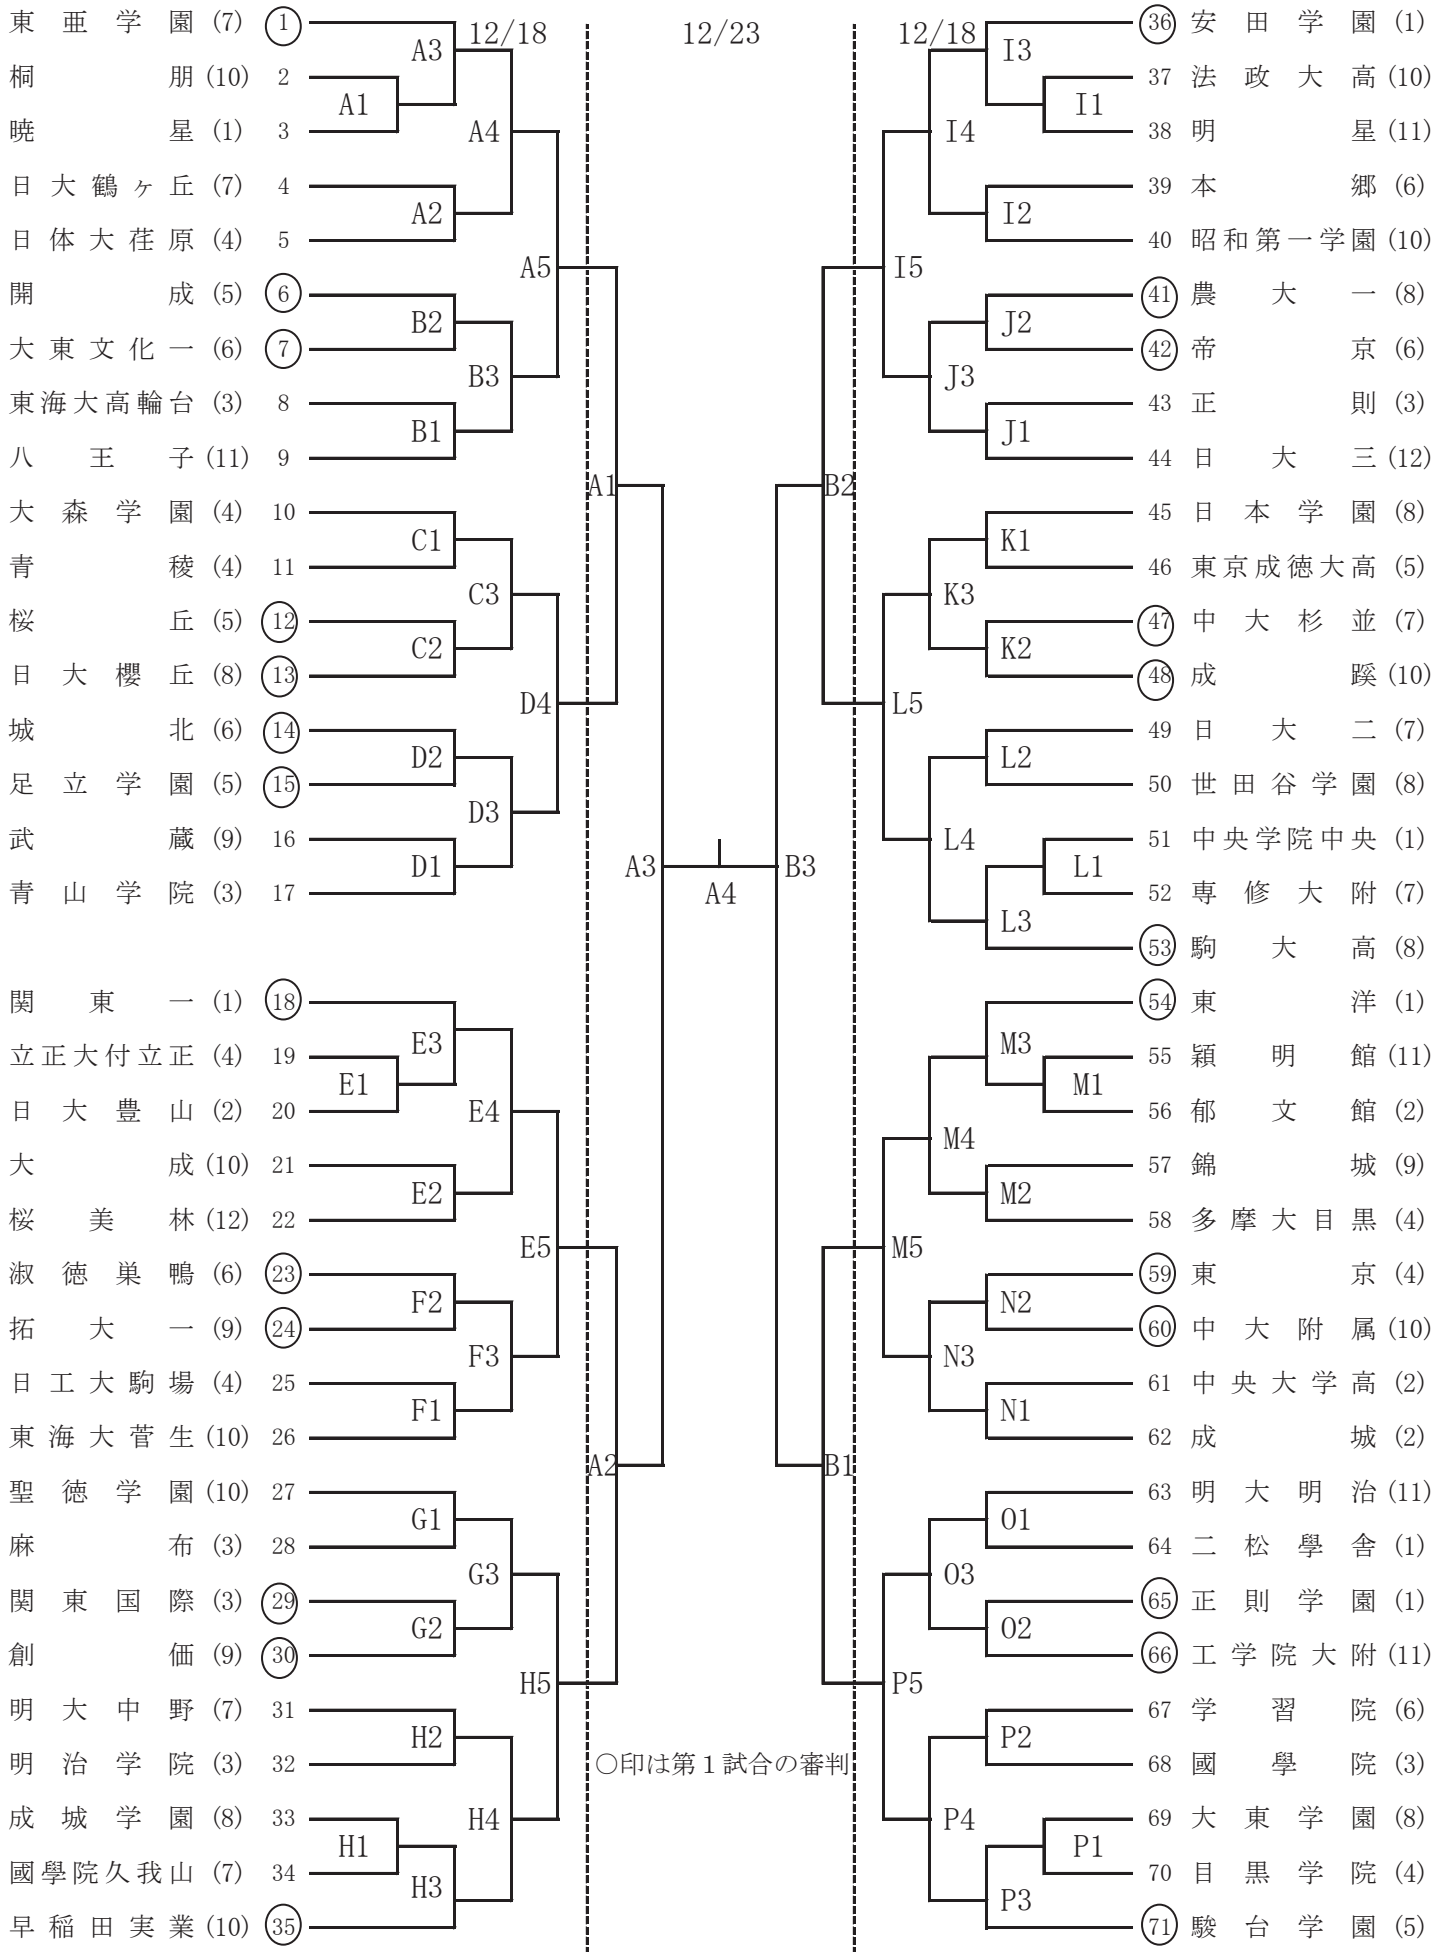 12/18 12/23 12/18
東亜学園 (7) 1
桐朋 (10) 2
暁星 (1) 3
日大鶴ヶ丘 (7) 4
日体大荏原 (4) 5
開成 (5) 6
大東文化一 (6) 7
東海大高輪台 (3) 8
八王子 (11) 9
大森学園 (4) 10
青稜 (4) 11
桜丘 (5) 12
日大櫻丘 (8) 13
城北 (6) 14
足立学園 (5) 15
武蔵 (9) 16
青山学院 (3) 17
関東一 (1) 18
立正大付立正 (4) 19
日大豊山 (2) 20
大成 (10) 21
桜美林 (12) 22
淑徳巣鴨 (6) 23
拓大一 (9) 24
日工大駒場 (4) 25
東海大菅生 (10) 26
聖徳学園 (10) 27
麻布 (3) 28
関東国際 (3) 29
創価 (9) 30
明大中野 (7) 31
明治学院 (3) 32
成城学園 (8) 33
國學院久我山 (7) 34
早稲田実業 (10) 35
A3
A1
A4
A2
A5
B2
B3
B1
C1
C3
C2
D4
D2
D3
D1
E3
E1
E4
E2
E5
F2
F3
F1
G1
G3
G2
H5
H2
H4
H1
H3
A1
A3
A2
A4
B3
B2
B1
○印は第１試合の審判
I3
I1
I4
I2
I5
J2
J3
J1
K1
K3
K2
L5
L2
L4
L1
L3
M3
M1
M4
M2
M5
N2
N3
N1
O1
O3
O2
P5
P2
P4
P1
P3
36 安田学園 (1)
37 法政大高 (10)
38 明星 (11)
39 本郷 (6)
40 昭和第一学園 (10)
41 農大一 (8)
42 帝京 (6)
43 正則 (3)
44 日大三 (12)
45 日本学園 (8)
46 東京成徳大高 (5)
47 中大杉並 (7)
48 成蹊 (10)
49 日大二 (7)
50 世田谷学園 (8)
51 中央学院中央 (1)
52 専修大附 (7)
53 駒大高 (8)
54 東洋 (1)
55 穎明館 (11)
56 郁文館 (2)
57 錦城 (9)
58 多摩大目黒 (4)
59 東京 (4)
60 中大附属 (10)
61 中央大学高 (2)
62 成城 (2)
63 明大明治 (11)
64 二松學舎 (1)
65 正則学園 (1)
66 工学院大附 (11)
67 学習院 (6)
68 國學院 (3)
69 大東学園 (8)
70 目黒学院 (4)
71 駿台学園 (5)